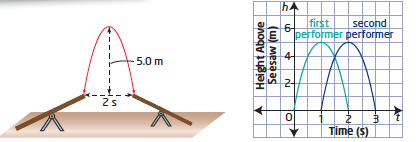 5.0 m
2 s
h
Height Above
Seesaw (m)
6
4
2
0
first
performer
second
performer
1
2
3
t
Time (s)